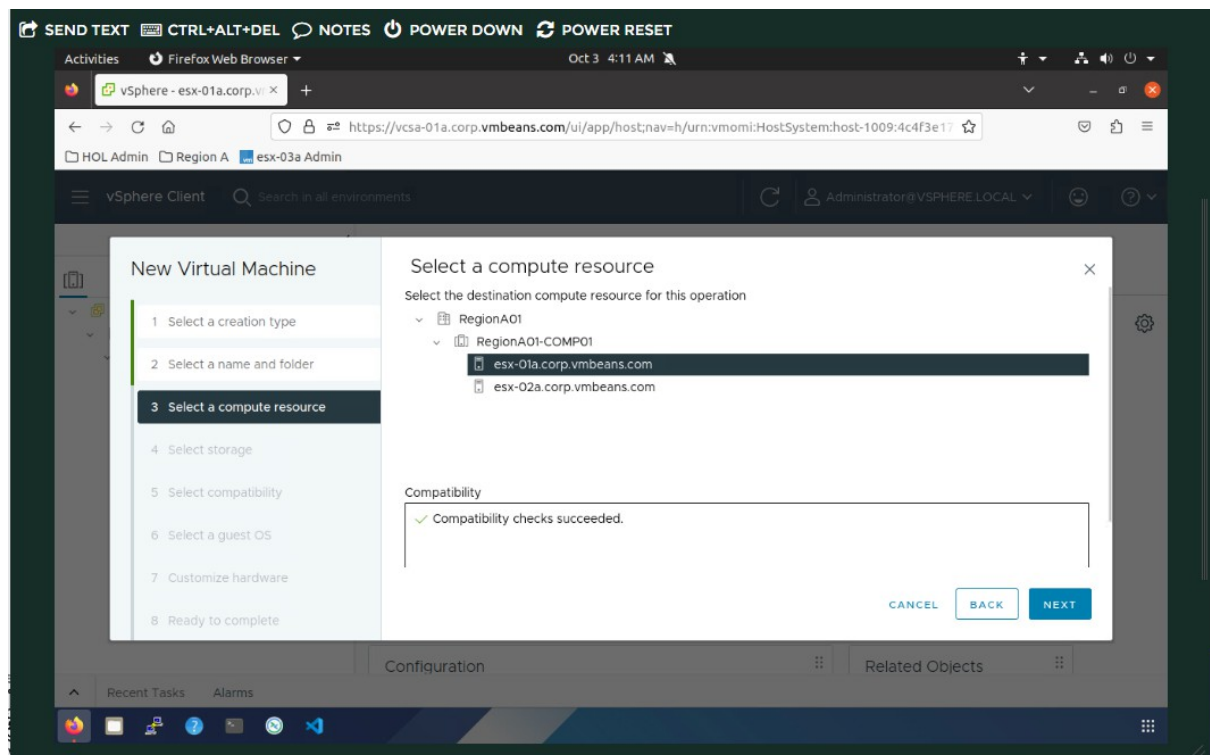 SEND TEXT CTRL+ALT+DEL NOTES POWER DOWN POWER RESET
Activities Firefox Web Browser Oct 3 4:11 AM
vSphere - esx-01a.corp.vm
https://vcsa-01a.corp.vmbeans.com/ui/app/host;nav=h/urn:vmomi:HostSystem:host-1009:4c4f3e17
HOL Admin Region A esx-03a Admin
vSphere Client Search in all environments Administrator@VSPHERE.LOCAL
New Virtual Machine
1 Select a creation type
2 Select a name and folder
3 Select a compute resource
4 Select storage
5 Select compatibility
6 Select a guest OS
7 Customize hardware
8 Ready to complete
Select a compute resource
Select the destination compute resource for this operation
RegionA01
RegionA01-COMP01
esx-01a.corp.vmbeans.com
esx-02a.corp.vmbeans.com
Compatibility
Compatibility checks succeeded.
CANCEL BACK NEXT
Configuration Related Objects
Recent Tasks Alarms